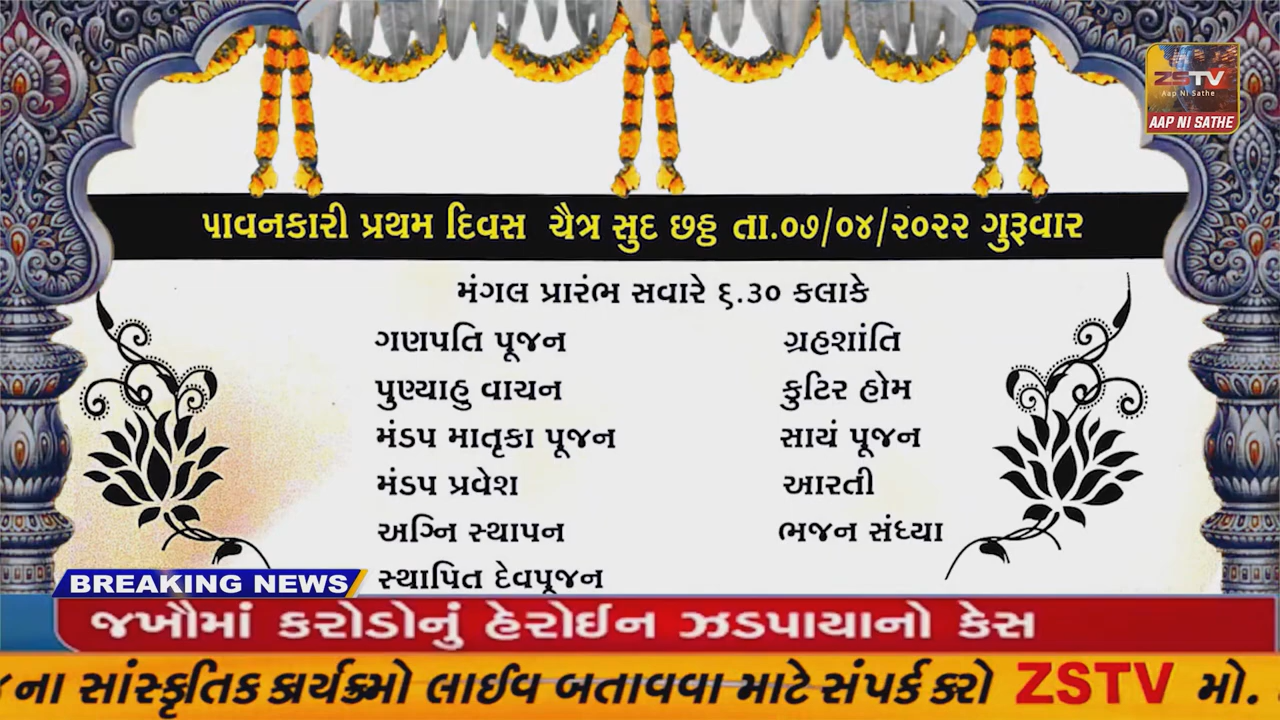 ZSTV
Aap Ni Sathe
AAP NI SATHE
પાવનકારી પ્રથમ દિવસ ચૈત્ર સુદ છઠ્ઠ તા.૦૭/૦૪/૨૦૨૨ ગુરૂવાર
મંગલ પ્રારંભ સવારે ૬.૩૦ કલાકે
ગણપતિ પૂજન
પુણ્યાહુ વાચન
મંડપ માતૃકા પૂજન
મંડપ પ્રવેશ
અગ્નિ સ્થાપન
સ્થાપિત દેવપૂજન
ગ્રહશાંતિ
કુટિર હોમ
સાયં પૂજન
આરતી
ભજન સંધ્યા
BREAKING NEWS
જખૌમાં કરોડોનું હેરોઈન ઝડપાયાનો કેસ
ના સાંસ્કૃતિક કાર્યક્રમો લાઈવ બતાવવા માટે સંપર્ક કરો ZSTV મો.